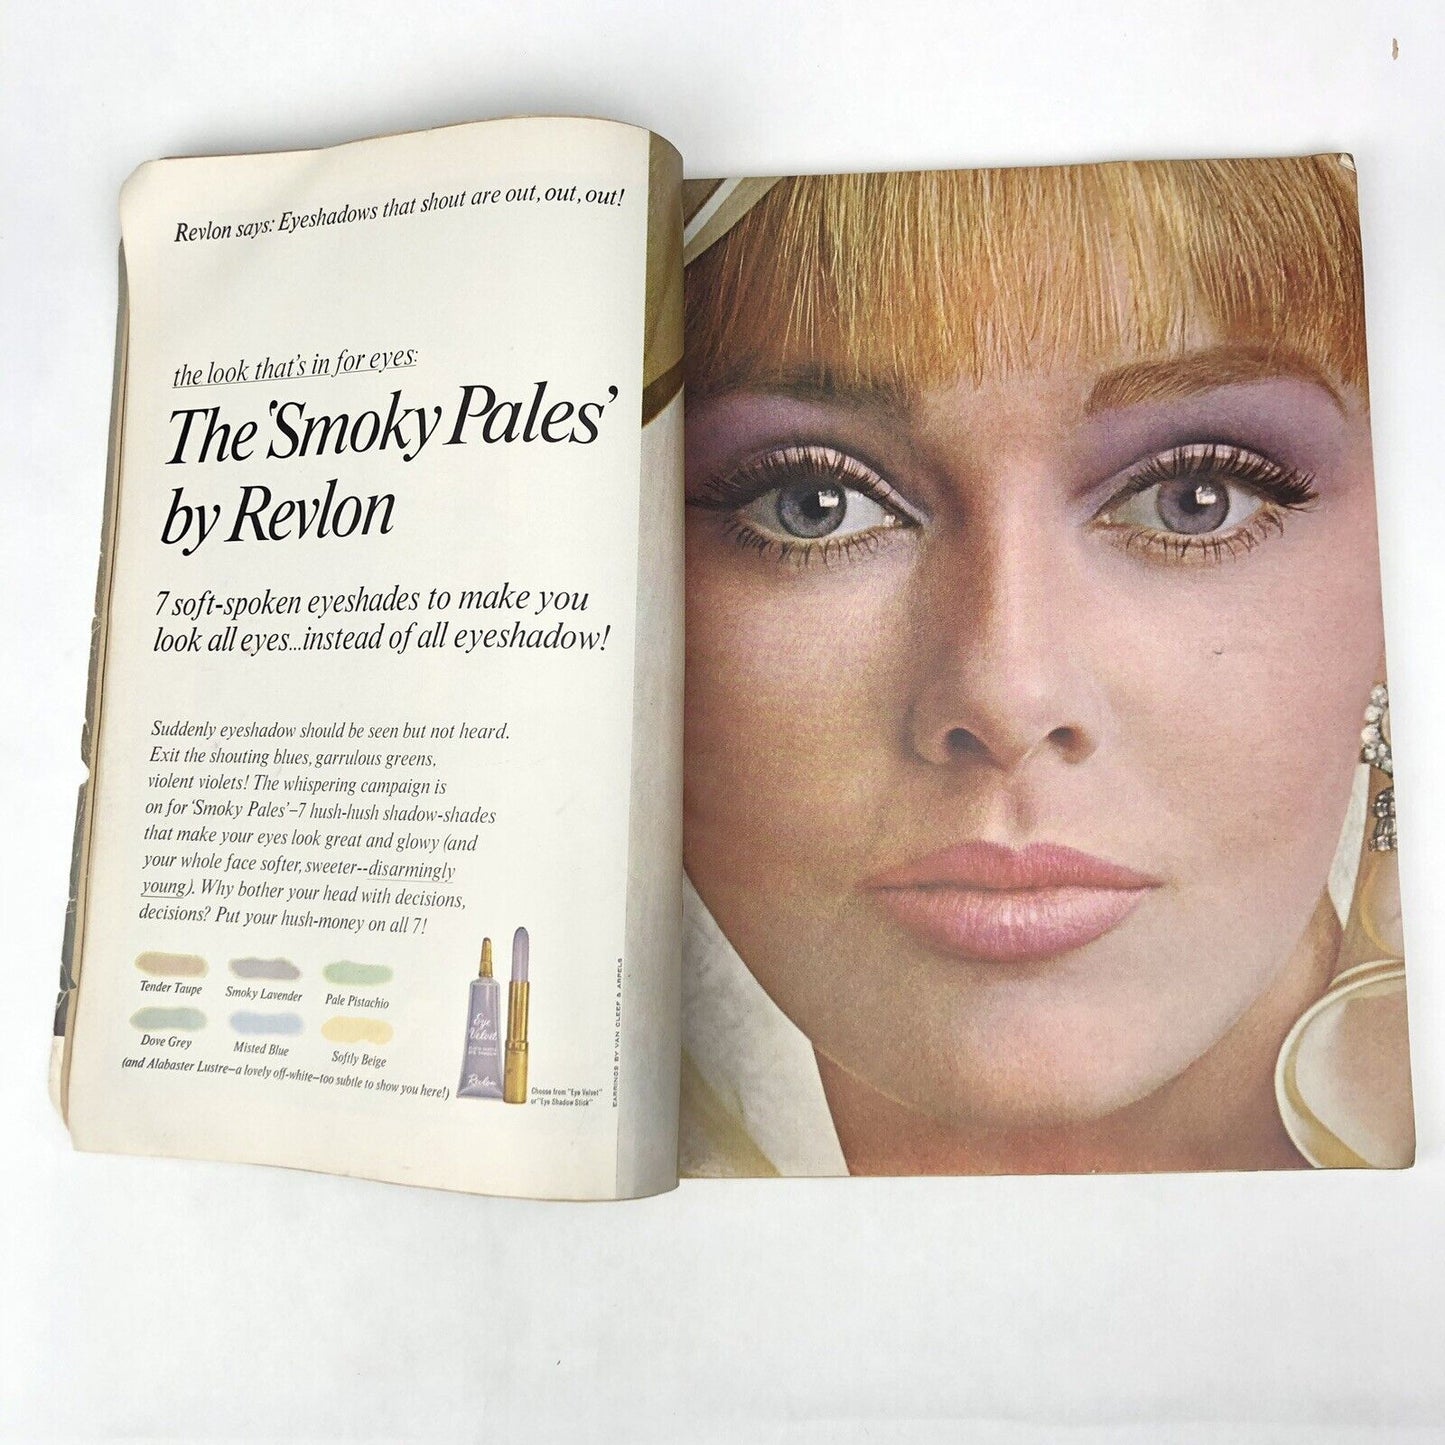 Revlon says: Eyeshadows that shout are out, out, out!
the look that's in for eyes:
The 'Smoky Pales'
by Revlon
7 soft-spoken eyeshades to make you
look all eyes...instead of all eyeshadow!
Suddenly eyeshadow should be seen but not heard.
Exit the shouting blues, garrulous greens,
violent violets! The whispering campaign is
on for 'Smoky Pales'–7 hush-hush shadow-shades
that make your eyes look great and glowy (and
your whole face softer, sweeter--disarmingly
young). Why bother your head with decisions,
decisions? Put your hush-money on all 7!
Tender Taupe
Smoky Lavender
Pale Pistachio
Dove Grey
Misted Blue
Softly Beige
(and Alabaster Lustre–a lovely off-white–too subtle to show you here!)
Eye
Velvet
Revlon
Choose from "Eye Velvet"
or "Eye Shadow Stick"
EARRINGS BY VAN CLEEF & ARPELS